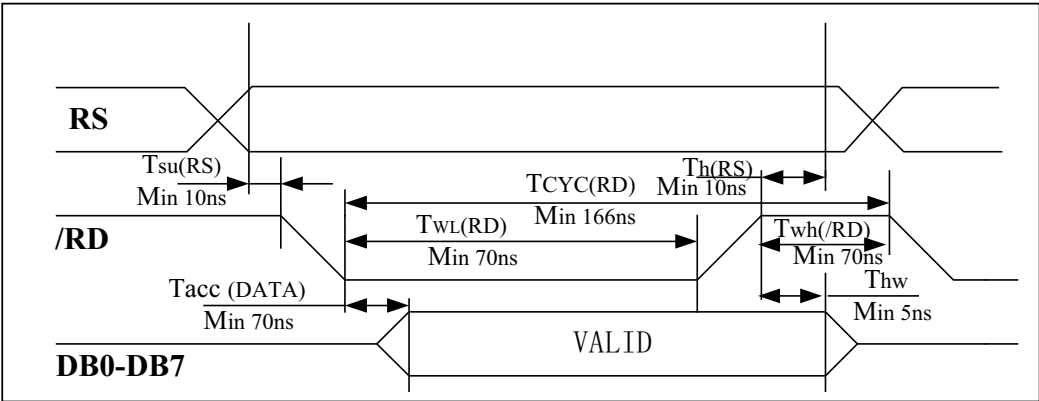 RS
Tsu(RS)
Min 10ns
Th(RS)
Min 10ns
TCYC(RD)
Min 166ns
/RD
TWL(RD)
Min 70ns
Twh(/RD)
Min 70ns
Tacc (DATA)
Min 70ns
Thw
Min 5ns
VALID
DB0-DB7